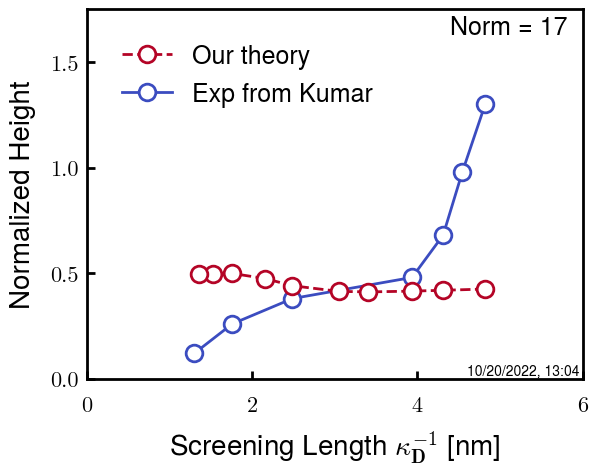 Norm = 17
Our theory
Exp from Kumar
Normalized Height
1.5
1.0
0.5
0.0
10/20/2022, 13:04
0 2 4 6
Screening Length κ_D^{-1} [nm]